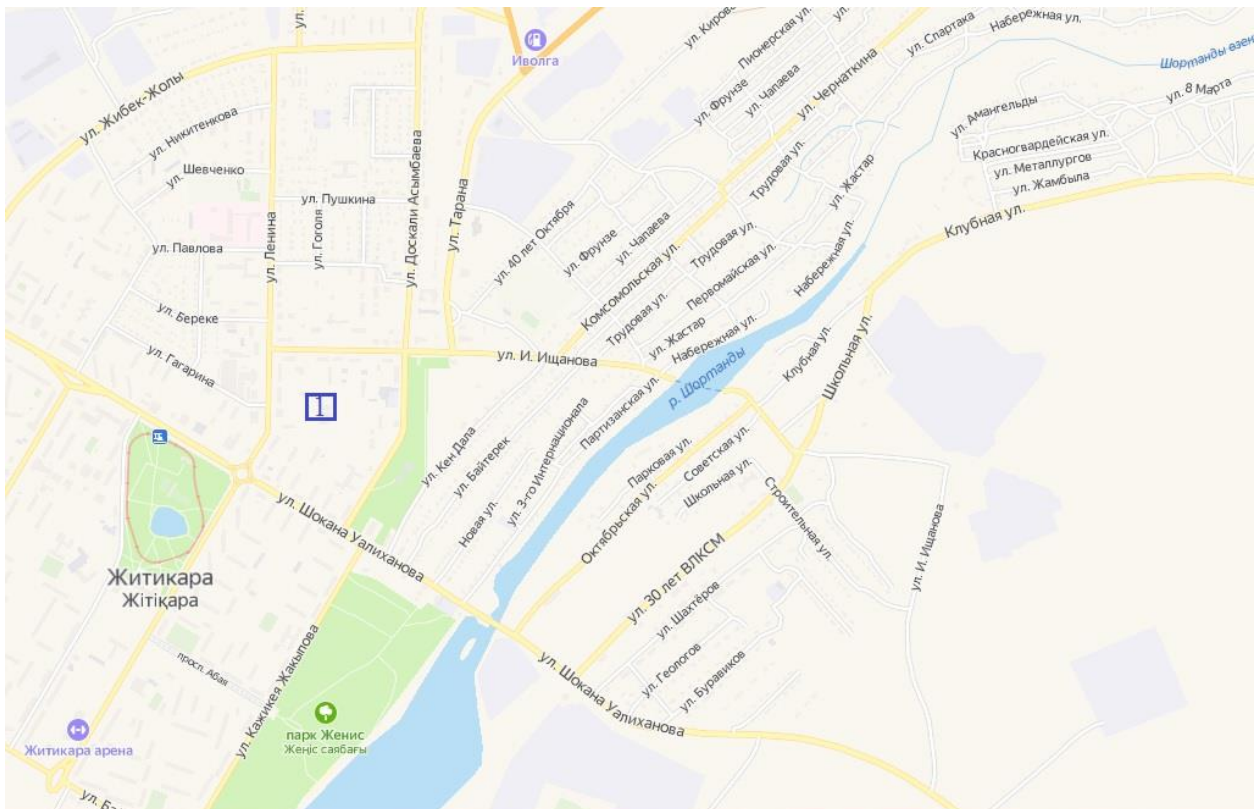 ул.
Иволга
ул. Киров
Пионерская ул.
ул.
ул. Спартака
Набережная ул.
Шортанды өзен
ул. Жибек-Жолы
ул. Никитенкова
Шевченко
ул.
ул. Пушкина
ул. Павлова
ул. Ленина
ул. Гоголя
ул. Доскали Асымбаева
ул. Тарана
ул. Береке
ул. Гагарина
ул. Фрунзе
ул. Чапаева
ул. Чернаткина
ул. Амангельды
ул. 8 Марта
Красногвардейская ул.
ул. Металлургов
ул. Жамбыла
Трудовая ул.
ул. Жастар
Клубная ул.
ул. 40 лет Октября
ул. Фрунзе
ул. Чапаева
Комсомольская ул.
Трудовая ул.
Первомайская ул.
Набережная ул.
Трудовая ул.
ул. Жастар
Набережная ул.
ул. И. Ищанова
р. Шортанды
Клубная ул.
Школьная ул.
1
Партизанская ул.
ул. Кен Дала
ул. Байтерек
Новая ул.
ул. 3-го Интернационала
Парковая ул.
Советская ул.
Школьная ул.
Октябрьская ул.
Строительная ул.
ул. И. Ищанова
ул. Шокана Уалиханова
Житикара
Жітіқара
ул. 30 лет ВЛКСМ
ул. Шахтёров
ул. Геологов
ул. Буравиков
ул. Шокана Уалиханова
просп. Абая
ул. Кажикея Жакыпова
парк Женис
Жеңіс саябағы
Житикара арена
ул. Ба